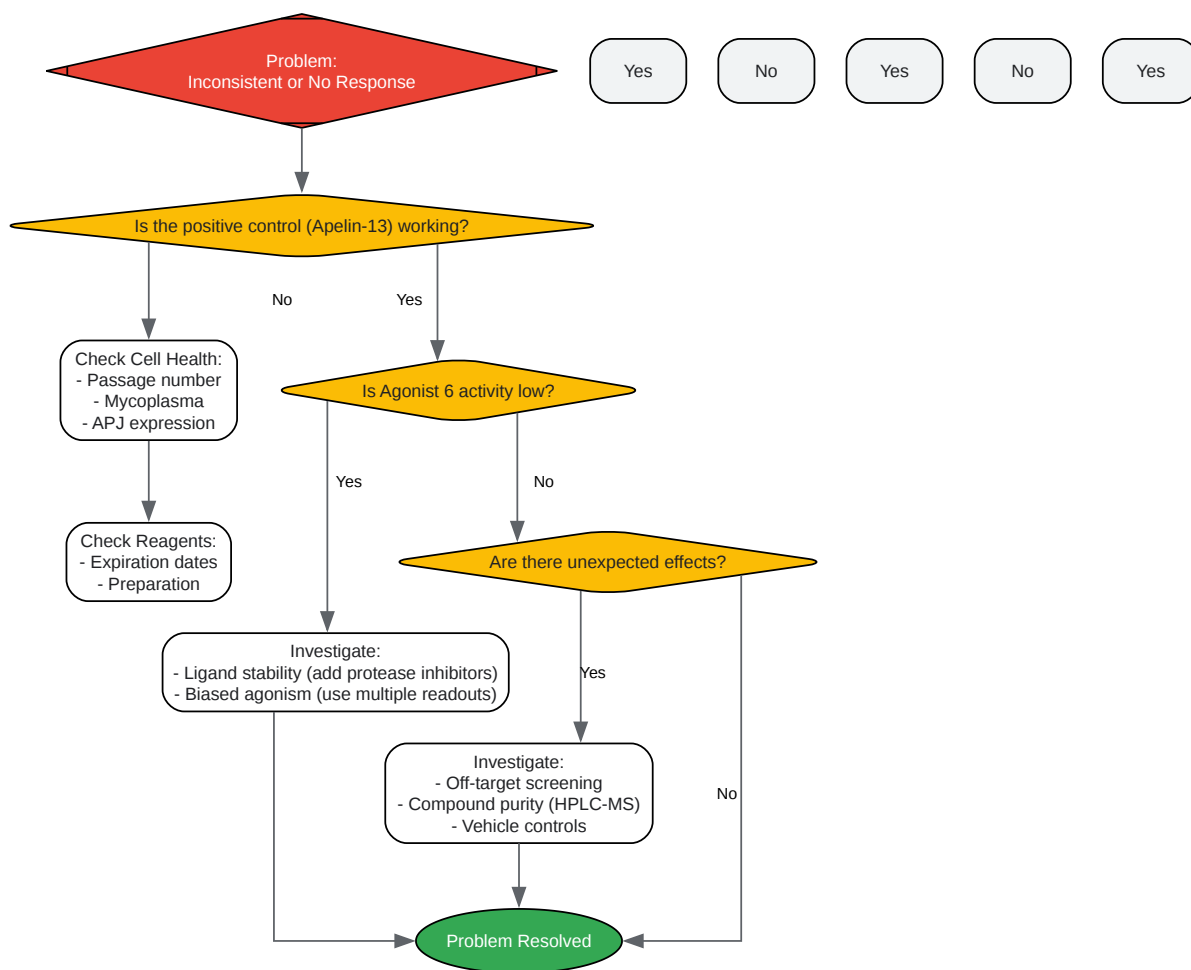 Problem:
Inconsistent or No Response
Yes
No
Yes
No
Yes
Is the positive control (Apelin-13) working?
No
Yes
Check Cell Health:
- Passage number
- Mycoplasma
- APJ expression
Is Agonist 6 activity low?
Yes
No
Check Reagents:
- Expiration dates
- Preparation
Are there unexpected effects?
Investigate:
- Ligand stability (add protease inhibitors)
- Biased agonism (use multiple readouts)
Yes
No
Investigate:
- Off-target screening
- Compound purity (HPLC-MS)
- Vehicle controls
Problem Resolved